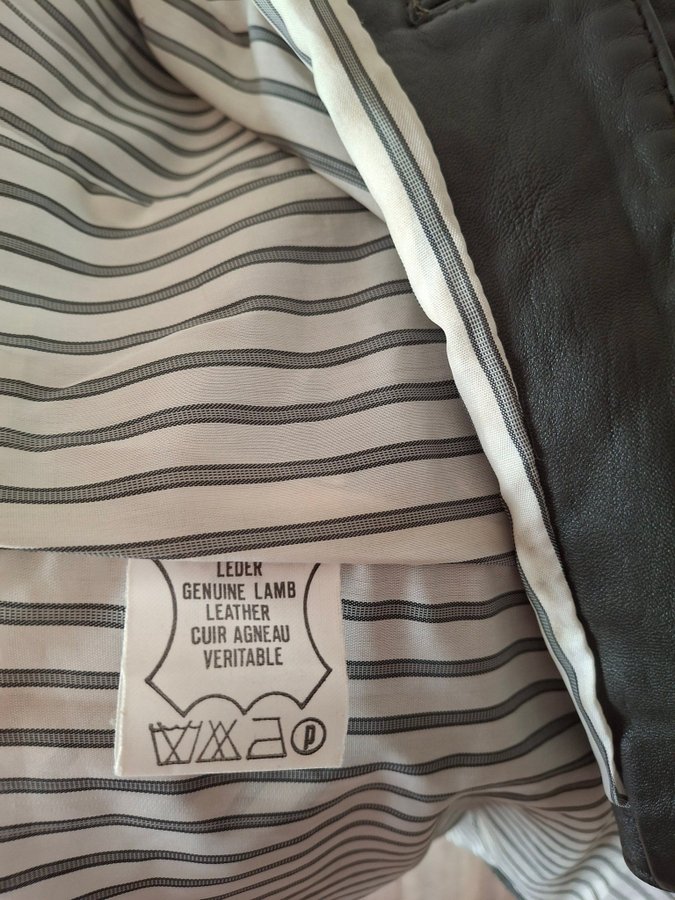 LEDER
GENUINE LAMB
LEATHER
CUIR AGNEAU
VERITABLE
P